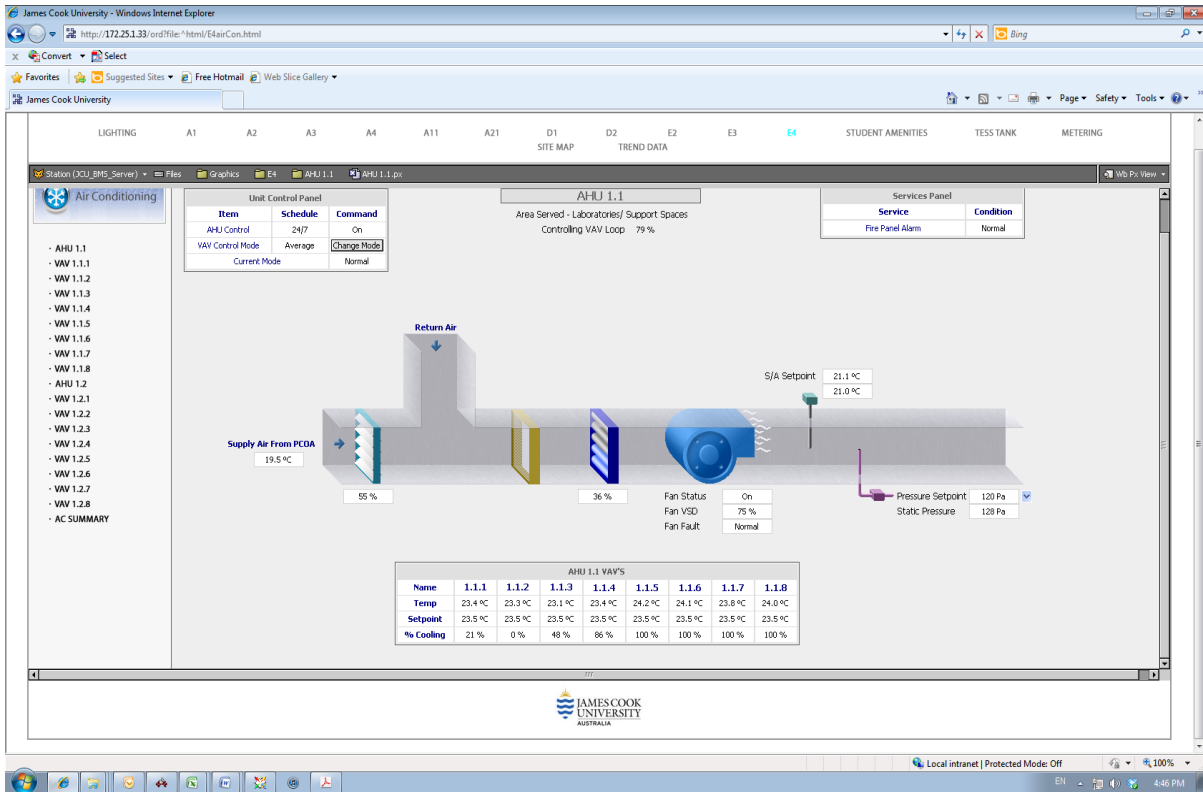 James Cook University - Windows Internet Explorer
http://172.25.1.33/ord?file:^html/E4airCon.html
Bing
x Convert Select
Favorites Suggested Sites Free Hotmail Web Slice Gallery
James Cook University
Page Safety Tools
LIGHTING A1 A2 A3 A4 A11 A21 D1 D2 E2 E3 E4 STUDENT AMENITIES TESS TANK METERING
SITE MAP TREND DATA
Station (JCU_BMS_Server) Files Graphics E4 AHU 1.1 AHU 1.1.px Wb Px View
Air Conditioning
· AHU 1.1
· VAV 1.1.1
· VAV 1.1.2
· VAV 1.1.3
· VAV 1.1.4
· VAV 1.1.5
· VAV 1.1.6
· VAV 1.1.7
· VAV 1.1.8
· AHU 1.2
· VAV 1.2.1
· VAV 1.2.2
· VAV 1.2.3
· VAV 1.2.4
· VAV 1.2.5
· VAV 1.2.6
· VAV 1.2.7
· VAV 1.2.8
· AC SUMMARY
Unit Control Panel
Item Schedule Command
AHU Control 24/7 On
VAV Control Mode Average Change Mode
Current Mode Normal
AHU 1.1
Area Served - Laboratories/ Support Spaces
Controlling VAV Loop 79 %
Services Panel
Service Condition
Fire Panel Alarm Normal
Return Air
S/A Setpoint 21.1 ºC
21.0 ºC
Supply Air From PCOA
19.5 ºC
55 %
36 %
Fan Status On
Fan VSD 75 %
Fan Fault Normal
Pressure Setpoint 120 Pa
Static Pressure 128 Pa
AHU 1.1 VAV'S
Name 1.1.1 1.1.2 1.1.3 1.1.4 1.1.5 1.1.6 1.1.7 1.1.8
Temp 23.4 ºC 23.3 ºC 23.1 ºC 23.4 ºC 24.2 ºC 24.1 ºC 23.8 ºC 24.0 ºC
Setpoint 23.5 ºC 23.5 ºC 23.5 ºC 23.5 ºC 23.5 ºC 23.5 ºC 23.5 ºC 23.5 ºC
% Cooling 21 % 0 % 48 % 86 % 100 % 100 % 100 % 100 %
JAMES COOK
UNIVERSITY
AUSTRALIA
Local intranet | Protected Mode: Off 100%
EN 4:46 PM